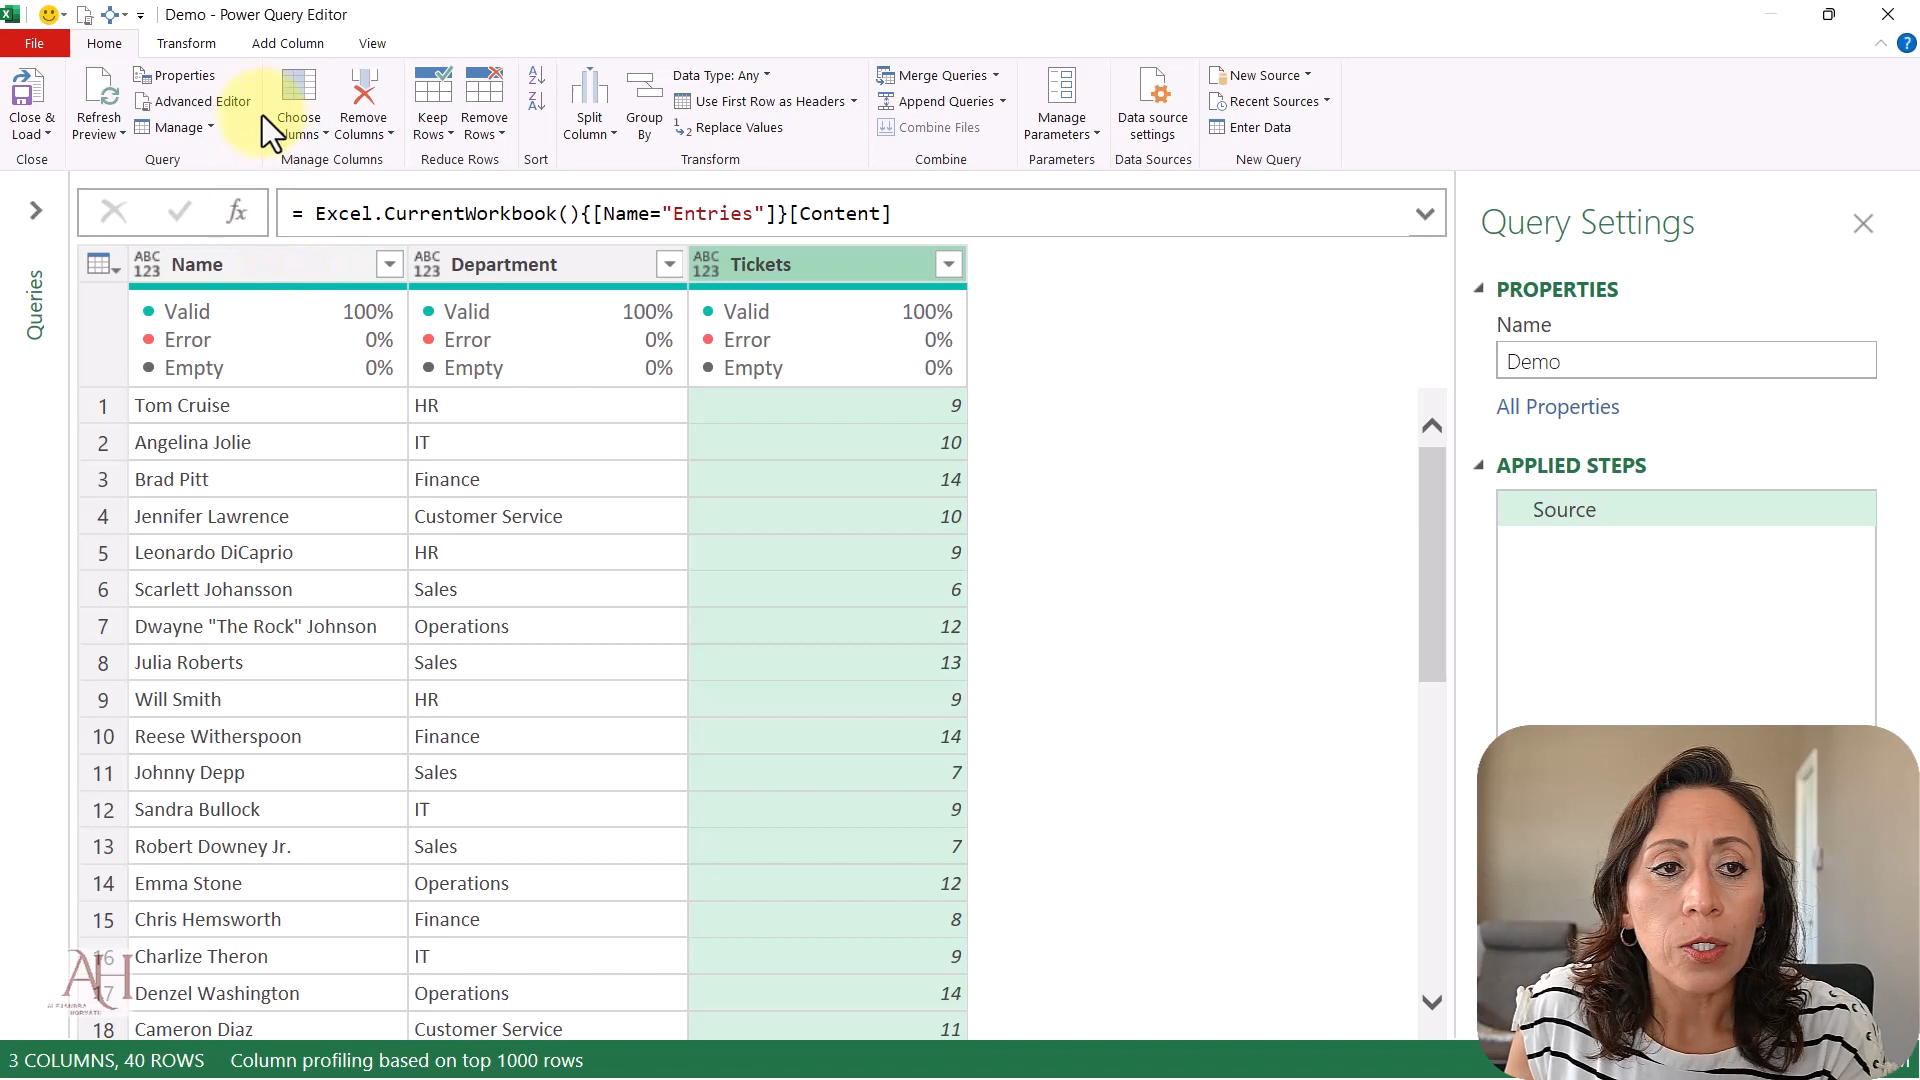 Demo - Power Query Editor
File Home Transform Add Column View ?
Close & Load
Close
Refresh Preview
Properties
Advanced Editor
Manage
Query
Choose
Remove Columns
Manage Columns
Keep Rows
Remove Rows
Reduce Rows
A Z
Z A
Sort
Split Column
Group By
Data Type: Any
Use First Row as Headers
1 2 Replace Values
Transform
Merge Queries
Append Queries
Combine Files
Combine
Manage Parameters
Parameters
Data source settings
Data Sources
New Source
Recent Sources
Enter Data
New Query
fx = Excel.CurrentWorkbook(){[Name="Entries"]}[Content]
Queries
ABC 123 Name ABC 123 Department ABC 123 Tickets
Valid 100% Valid 100% Valid 100%
Error 0% Error 0% Error 0%
Empty 0% Empty 0% Empty 0%
1 Tom Cruise HR 9
2 Angelina Jolie IT 10
3 Brad Pitt Finance 14
4 Jennifer Lawrence Customer Service 10
5 Leonardo DiCaprio HR 9
6 Scarlett Johansson Sales 6
7 Dwayne "The Rock" Johnson Operations 12
8 Julia Roberts Sales 13
9 Will Smith HR 9
10 Reese Witherspoon Finance 14
11 Johnny Depp Sales 7
12 Sandra Bullock IT 9
13 Robert Downey Jr. Sales 7
14 Emma Stone Operations 12
15 Chris Hemsworth Finance 8
16 Charlize Theron IT 9
17 Denzel Washington Operations 14
18 Cameron Diaz Customer Service 11
AH
ALEJANDRA
HORVATH
Query Settings
PROPERTIES
Name
Demo
All Properties
APPLIED STEPS
Source
3 COLUMNS, 40 ROWS Column profiling based on top 1000 rows